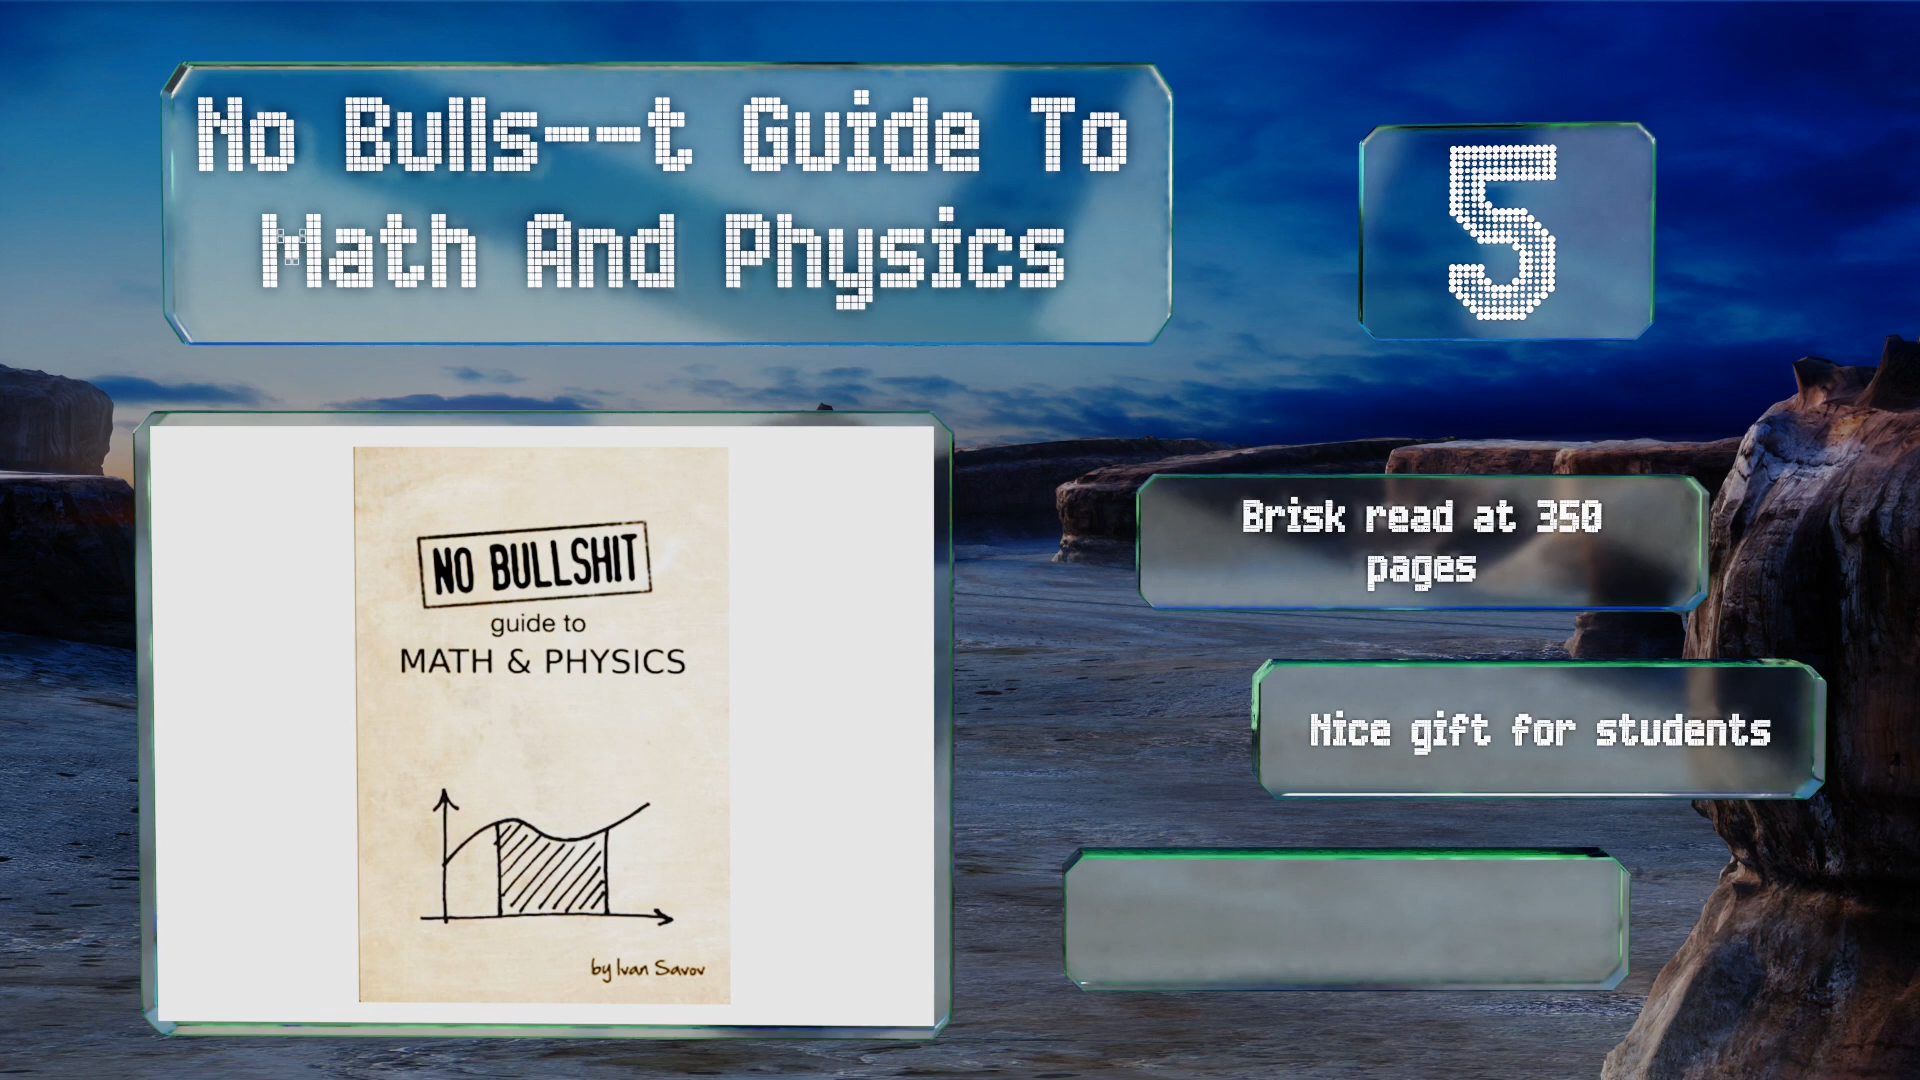 No Bulls--t Guide To
Math And Physics
5
NO BULLSHIT
guide to
MATH & PHYSICS
by Ivan Savov
Brisk read at 350
pages
Nice gift for students